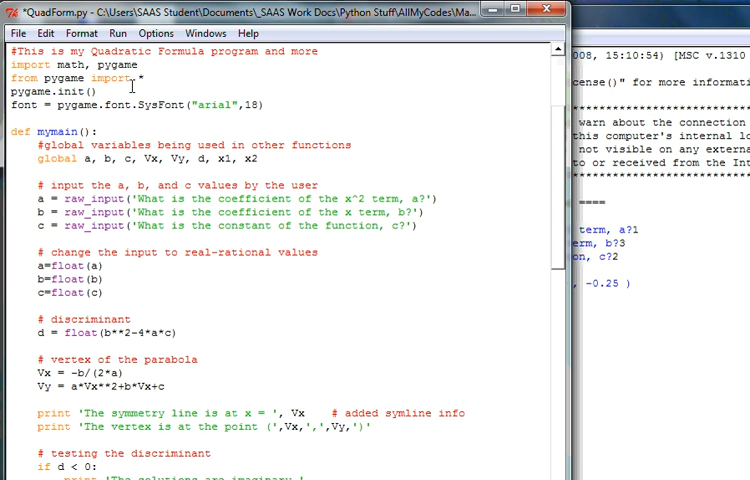 *QuadForm.py - C:\Users\SAAS Student\Documents\_SAAS Work Docs\Python Stuff\AllMyCodes\Ma...
File Edit Format Run Options Windows Help
#This is my Quadratic Formula program and more
import math, pygame
from pygame import *
pygame.init()
font = pygame.font.SysFont("arial",18)
def mymain():
#global variables being used in other functions
global a, b, c, Vx, Vy, d, x1, x2
# input the a, b, and c values by the user
a = raw_input('What is the coefficient of the x^2 term, a?')
b = raw_input('What is the coefficient of the x term, b?')
c = raw_input('What is the constant of the function, c?')
# change the input to real-rational values
a=float(a)
b=float(b)
c=float(c)
# discriminant
d = float(b**2-4*a*c)
# vertex of the parabola
Vx = -b/(2*a)
Vy = a*Vx**2+b*Vx+c
print 'The symmetry line is at x = ', Vx # added symline info
print 'The vertex is at the point (',Vx,',',Vy,')'
# testing the discriminant
if d < 0:
print 'The solutions are imaginary.'
008, 15:10:54) [MSC v.1310
cense()" for more informati
****************************
warn about the connection
this computer's internal lo
not visible on any externa
to or received from the Int
****************************
====
term, a?1
erm, b?3
on, c?2
, -0.25 )